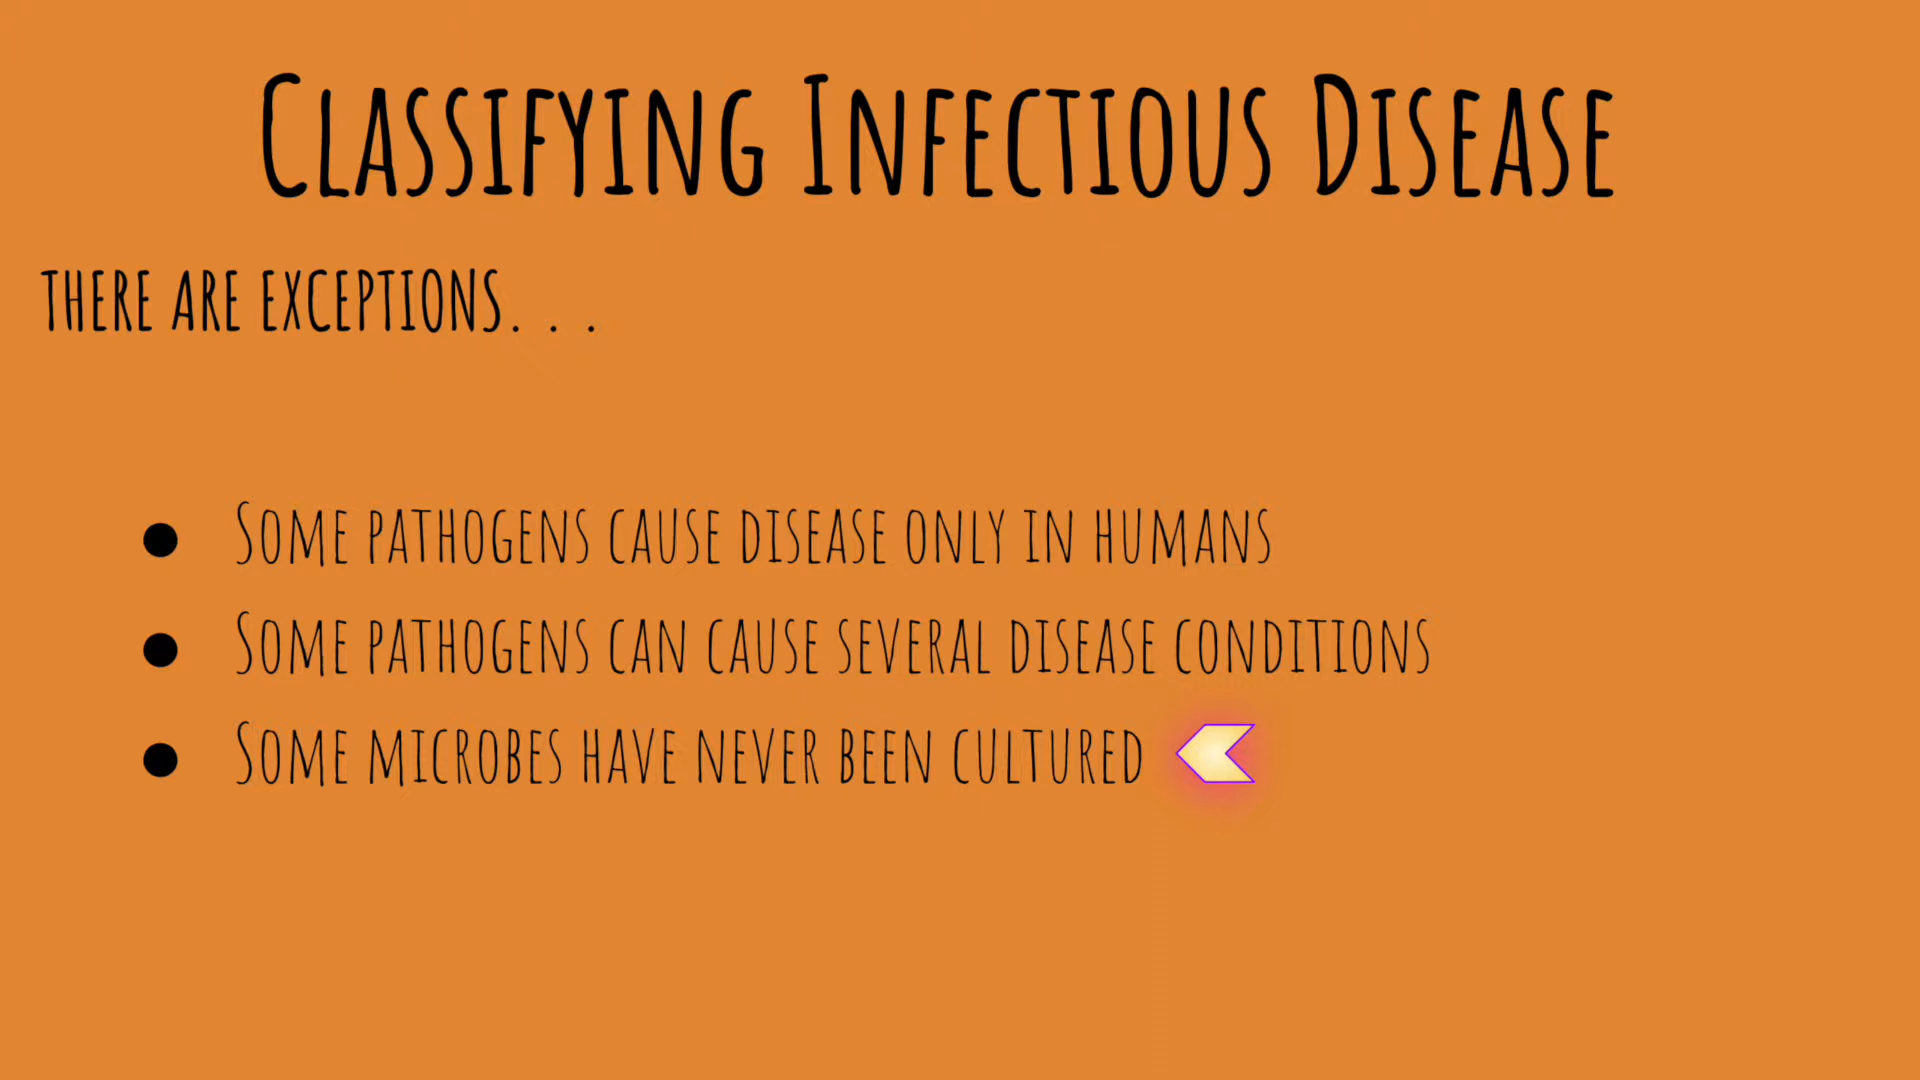 Classifying Infectious Disease
THERE ARE EXCEPTIONS. . .
● Some pathogens cause disease only in humans
● Some pathogens can cause several disease conditions
● Some microbes have never been cultured